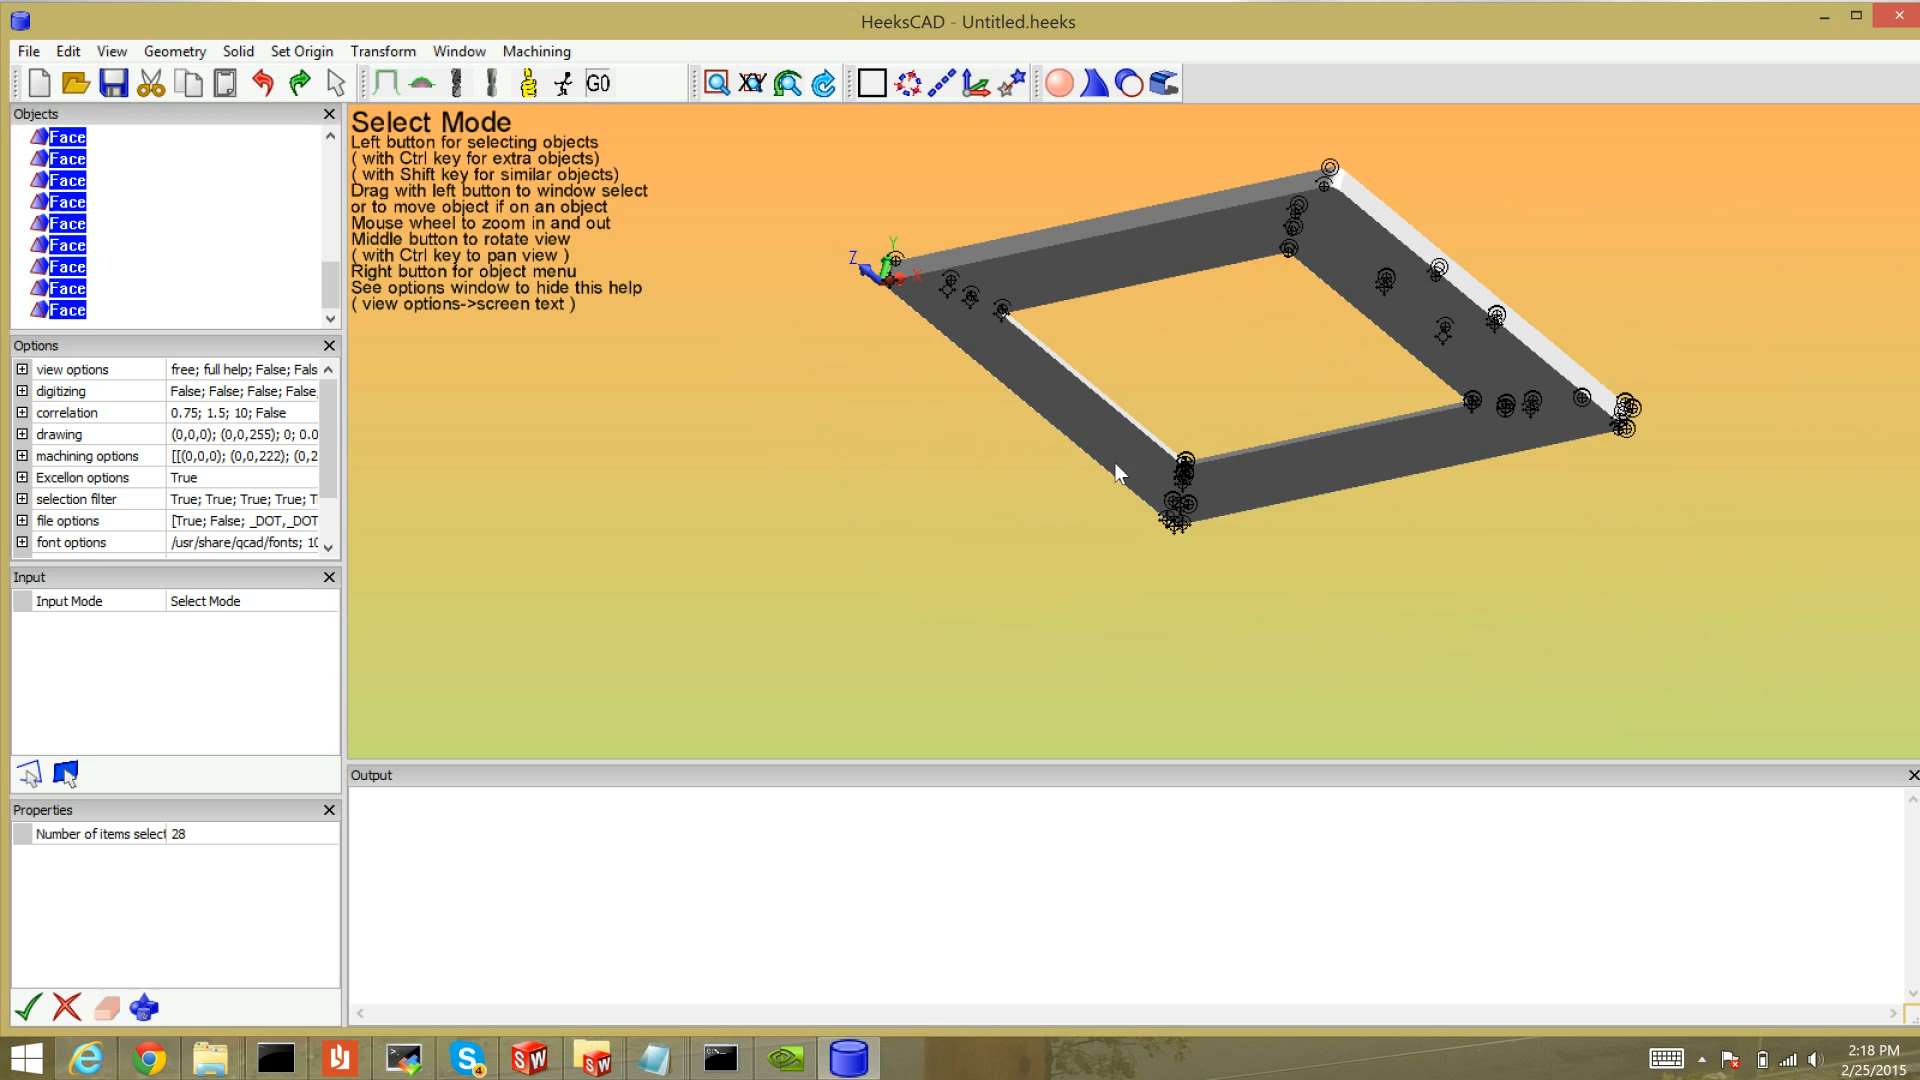 HeeksCAD - Untitled.heeks
File Edit View Geometry Solid Set Origin Transform Window Machining
G0
Objects
Face
Face
Face
Face
Face
Face
Face
Face
Face
Options
view options free; full help; False; Fals
digitizing False; False; False; False;
correlation 0.75; 1.5; 10; False
drawing (0,0,0); (0,0,255); 0; 0.0
machining options [[(0,0,0); (0,0,222); (0,2
Excellon options True
selection filter True; True; True; True; T
file options [True; False; _DOT,_DOT
font options /usr/share/qcad/fonts; 10
Input
Input Mode Select Mode
Properties
Number of items select 28
Select Mode
Left button for selecting objects
( with Ctrl key for extra objects)
( with Shift key for similar objects)
Drag with left button to window select
or to move object if on an object
Mouse wheel to zoom in and out
Middle button to rotate view
( with Ctrl key to pan view )
Right button for object menu
See options window to hide this help
( view options->screen text )
Z
Y
X
Output
4
SW
SW
C:\_
2:18 PM
2/25/2015